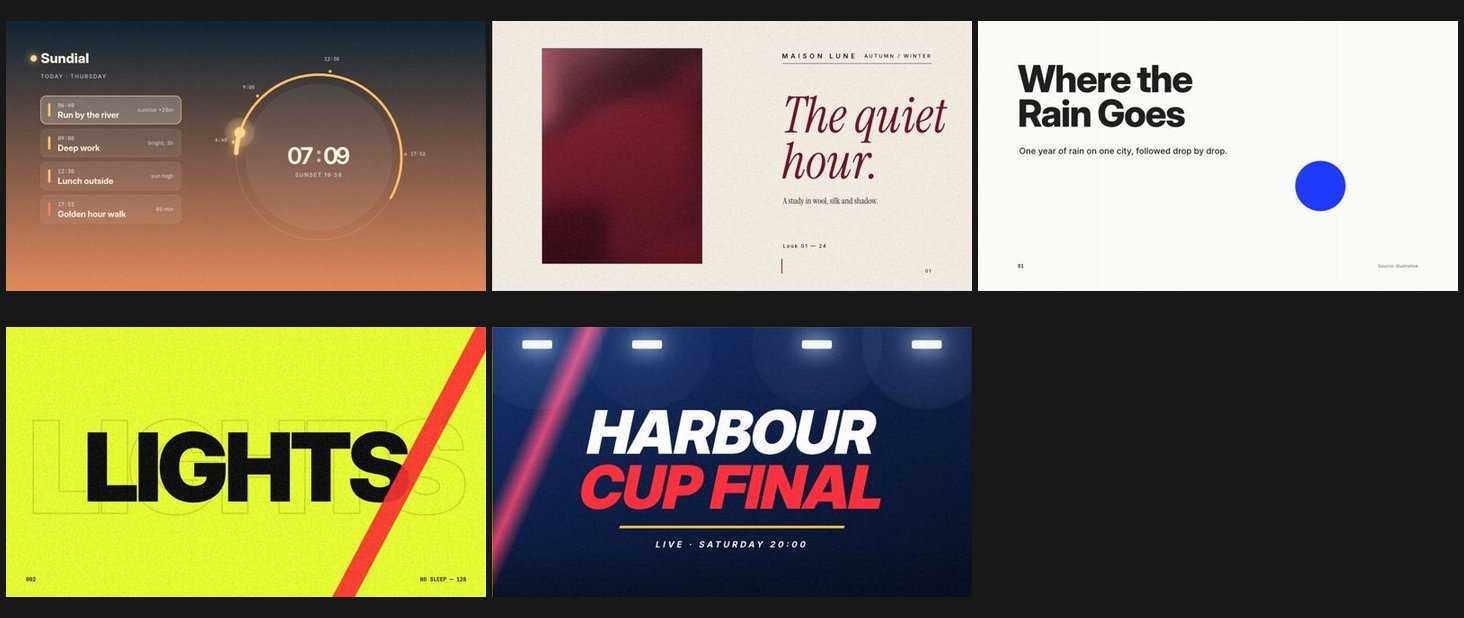 Sundial
TODAY · THURSDAY
06:40
Run by the river
sunrise +28m
09:00
Deep work
bright, 3h
12:30
Lunch outside
sun high
17:52
Golden hour walk
45 min
12:30
9:00
6:40
17:52
07:09
SUNSET 19:58
MAISON LUNE
AUTUMN / WINTER
The quiet
hour.
A study in wool, silk and shadow.
Look 01 — 24
01
Where the
Rain Goes
One year of rain on one city, followed drop by drop.
01
Source: illustrative
LIGHTS
LIGHTS
002
NO SLEEP — 128
HARBOUR
CUP FINAL
LIVE · SATURDAY 20:00